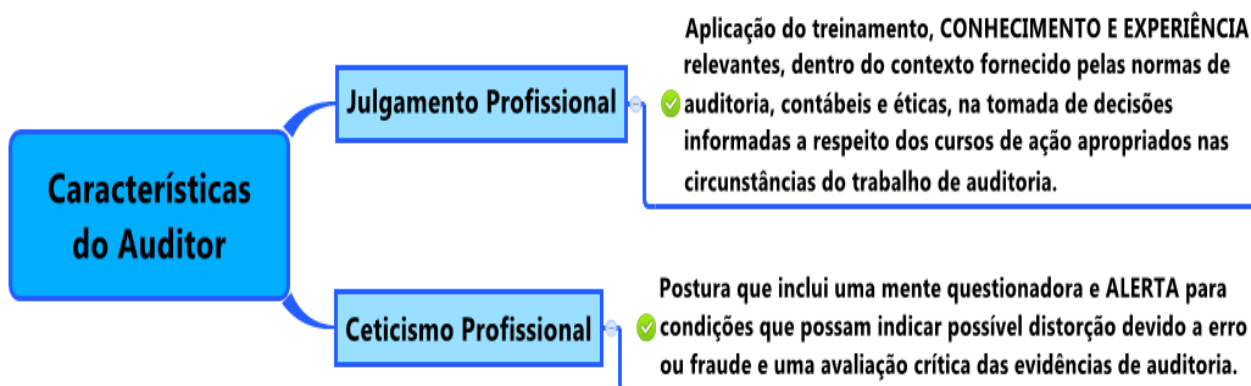 Características
do Auditor
Julgamento Profissional
Aplicação do treinamento, CONHECIMENTO E EXPERIÊNCIA
relevantes, dentro do contexto fornecido pelas normas de
auditoria, contábeis e éticas, na tomada de decisões
informadas a respeito dos cursos de ação apropriados nas
circunstâncias do trabalho de auditoria.
Ceticismo Profissional
Postura que inclui uma mente questionadora e ALERTA para
condições que possam indicar possível distorção devido a erro
ou fraude e uma avaliação crítica das evidências de auditoria.